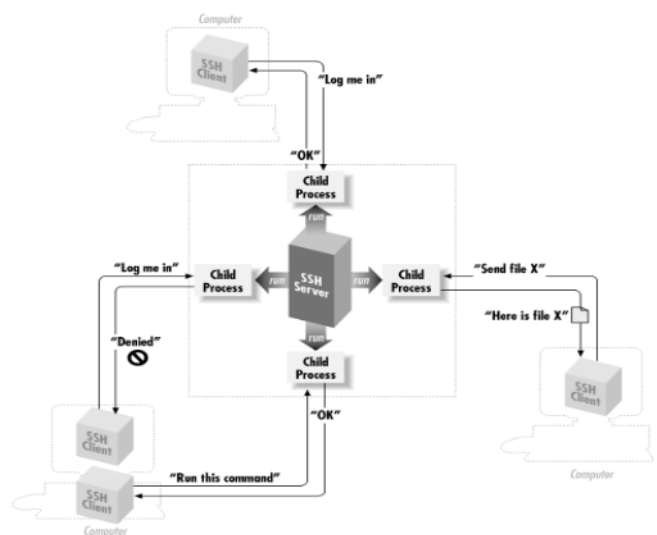 Computer
SSH
Client
"Log me in"
"OK"
Child
Process
run
"Log me in"
Child
Process
run
SSH
Server
run
Child
Process
"Send file X"
"Here is file X"
"Denied"
run
Child
Process
"OK"
SSH
Client
SSH
Client
Computer
"Run this command"
SSH
Client
Computer